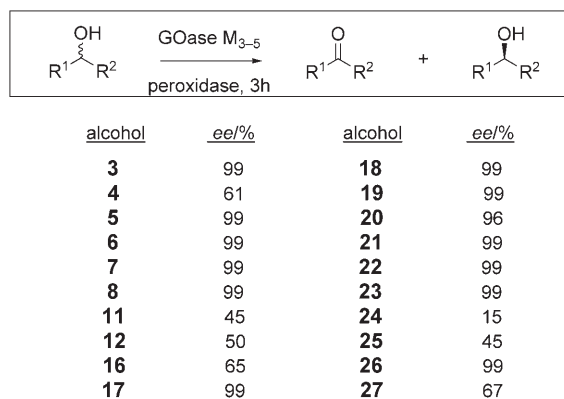 OH GOase M3–5 O OH
R1 R2 peroxidase, 3h R1 R2 + R1 R2
alcohol ee/% alcohol ee/%
3 99 18 99
4 61 19 99
5 99 20 96
6 99 21 99
7 99 22 99
8 99 23 99
11 45 24 15
12 50 25 45
16 65 26 99
17 99 27 67